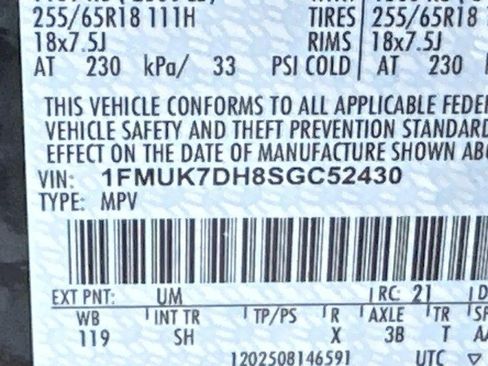 255/65R18 111H TIRES 255/65R18
18x7.5J RIMS 18x7.5J
AT 230 kPa/ 33 PSI COLD AT 230
THIS VEHICLE CONFORMS TO ALL APPLICABLE FEDE
VEHICLE SAFETY AND THEFT PREVENTION STANDARD
EFFECT ON THE DATE OF MANUFACTURE SHOWN AB
VIN: 1FMUK7DH8SGC52430
TYPE: MPV
EXT PNT: UM RC: 21
WB INT TR TP/PS R AXLE TR
119 SH X 3B T
1202508146591 UTC